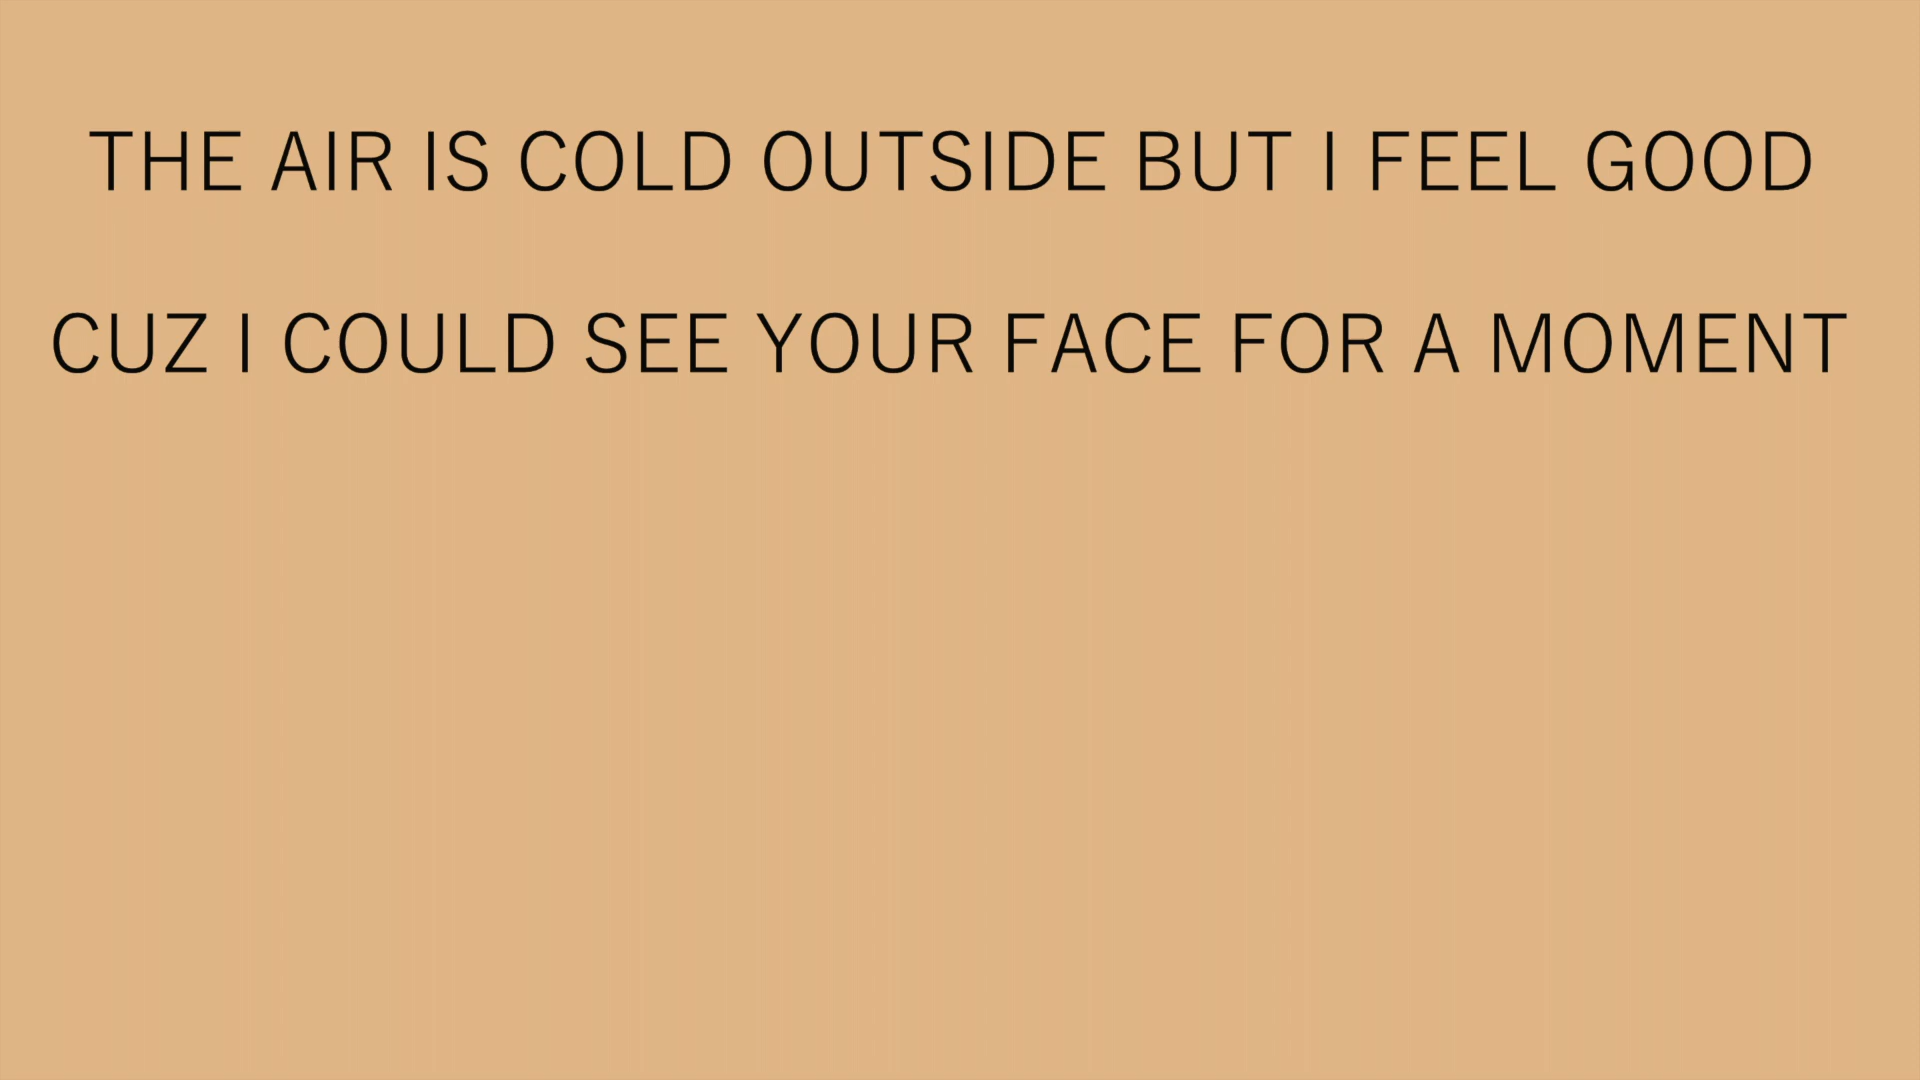 THE AIR IS COLD OUTSIDE BUT I FEEL GOOD
CUZ I COULD SEE YOUR FACE FOR A MOMENT